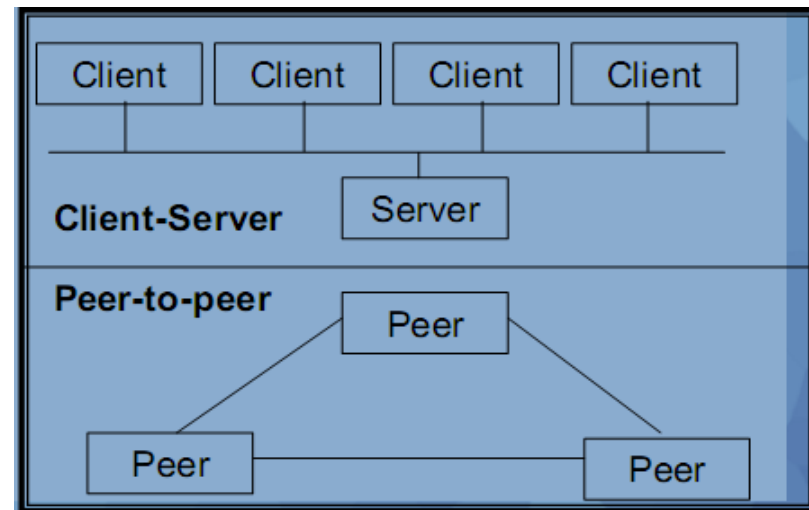 Client Client Client Client
Server
Client-Server
Peer-to-peer
Peer
Peer Peer